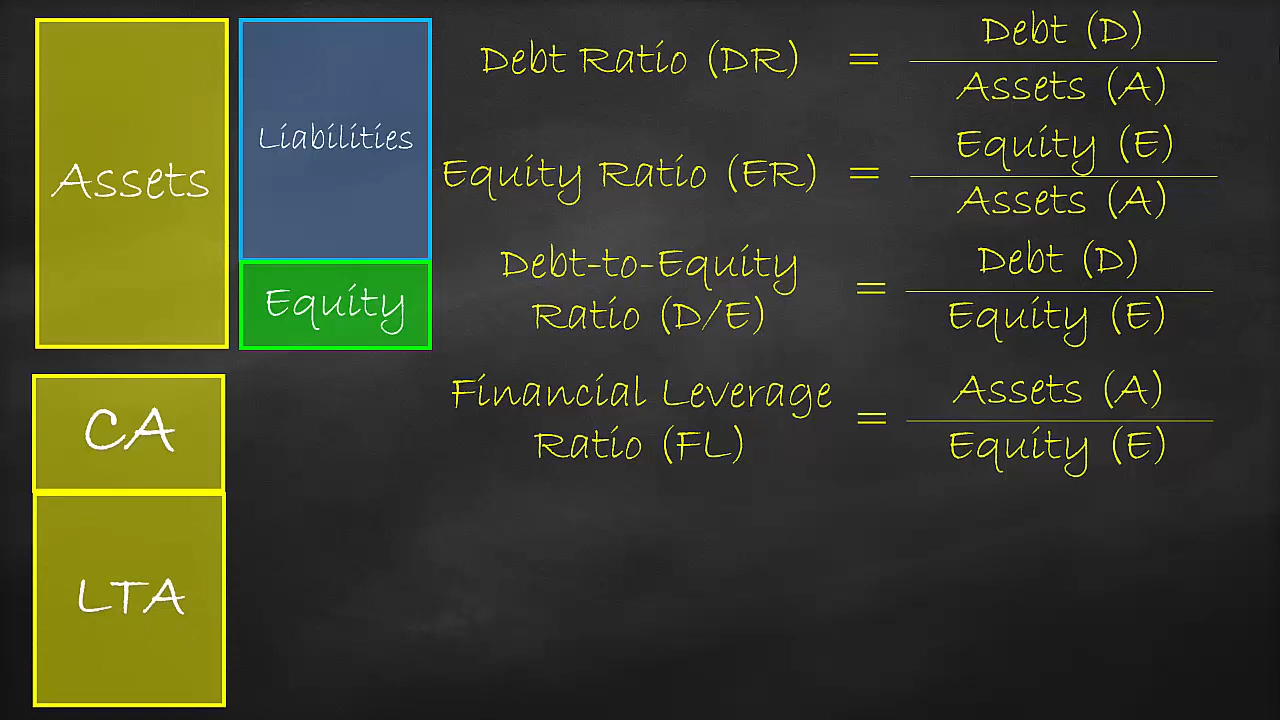 Assets
Liabilities
Equity
CA
LTA
Debt Ratio (DR) = Debt (D)
Assets (A)
Equity Ratio (ER) = Equity (E)
Assets (A)
Debt-to-Equity
Ratio (D/E) = Debt (D)
Equity (E)
Financial Leverage
Ratio (FL) = Assets (A)
Equity (E)